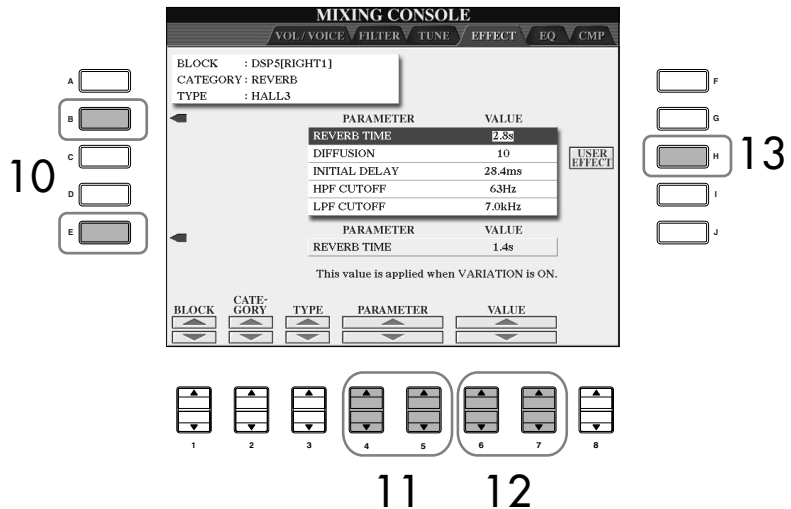 MIXING CONSOLE
VOL / VOICE FILTER TUNE EFFECT EQ CMP
BLOCK : DSP5[RIGHT1]
CATEGORY : REVERB
TYPE : HALL3
A
B
C
D
E
10
F
G
H
I
J
13
PARAMETER VALUE
REVERB TIME 2.8s
DIFFUSION 10
INITIAL DELAY 28.4ms
HPF CUTOFF 63Hz
LPF CUTOFF 7.0kHz
USER
EFFECT
PARAMETER VALUE
REVERB TIME 1.4s
This value is applied when VARIATION is ON.
BLOCK CATE-
GORY TYPE PARAMETER VALUE
1 2 3 4 5 6 7 8
11 12